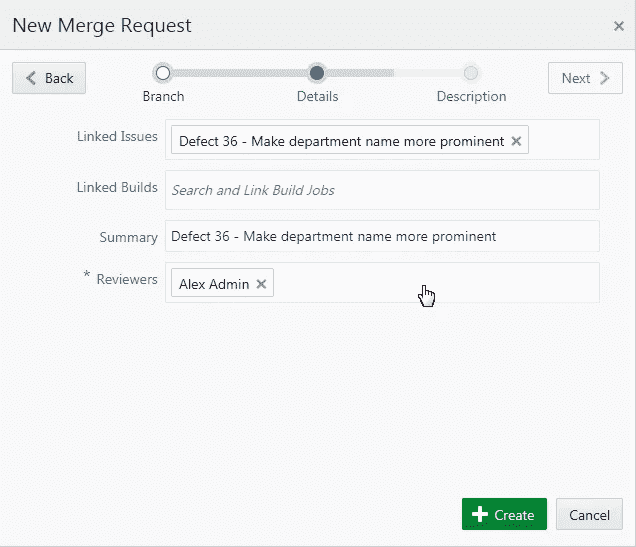 New Merge Request
Back
Next
Branch
Details
Description
Linked Issues
Defect 36 - Make department name more prominent
Linked Builds
Search and Link Build Jobs
Summary
Defect 36 - Make department name more prominent
* Reviewers
Alex Admin
Create
Cancel